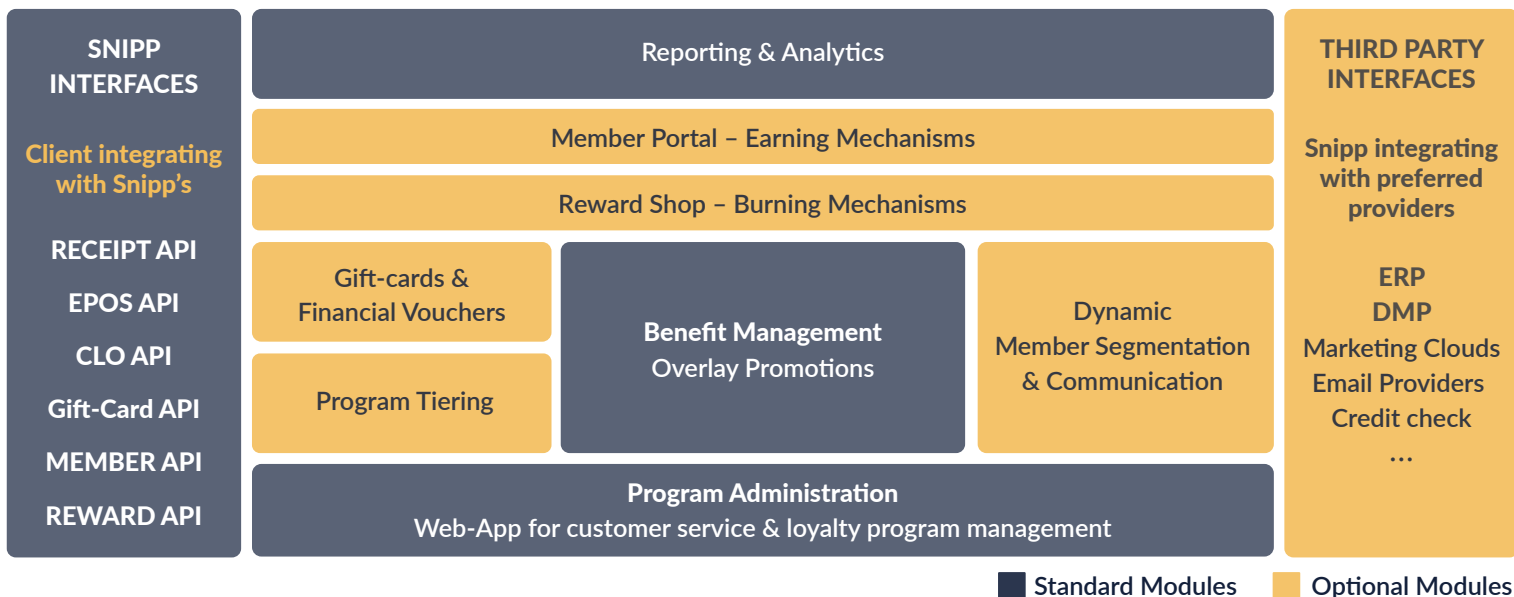 SNIPP
INTERFACES
Client integrating
with Snipp's
RECEIPT API
EPOS API
CLO API
Gift-Card API
MEMBER API
REWARD API
Reporting & Analytics
Member Portal – Earning Mechanisms
Reward Shop – Burning Mechanisms
Gift-cards &
Financial Vouchers
Program Tiering
Benefit Management
Overlay Promotions
Dynamic
Member Segmentation
& Communication
Program Administration
Web-App for customer service & loyalty program management
THIRD PARTY
INTERFACES
Snipp integrating
with preferred
providers
ERP
DMP
Marketing Clouds
Email Providers
Credit check
...
Standard Modules
Optional Modules